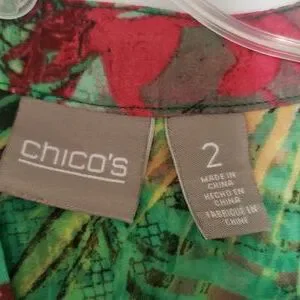 chico's
2
MADE IN
CHINA
HECHO EN
CHINA
FABRIQUÉ EN
CHINE